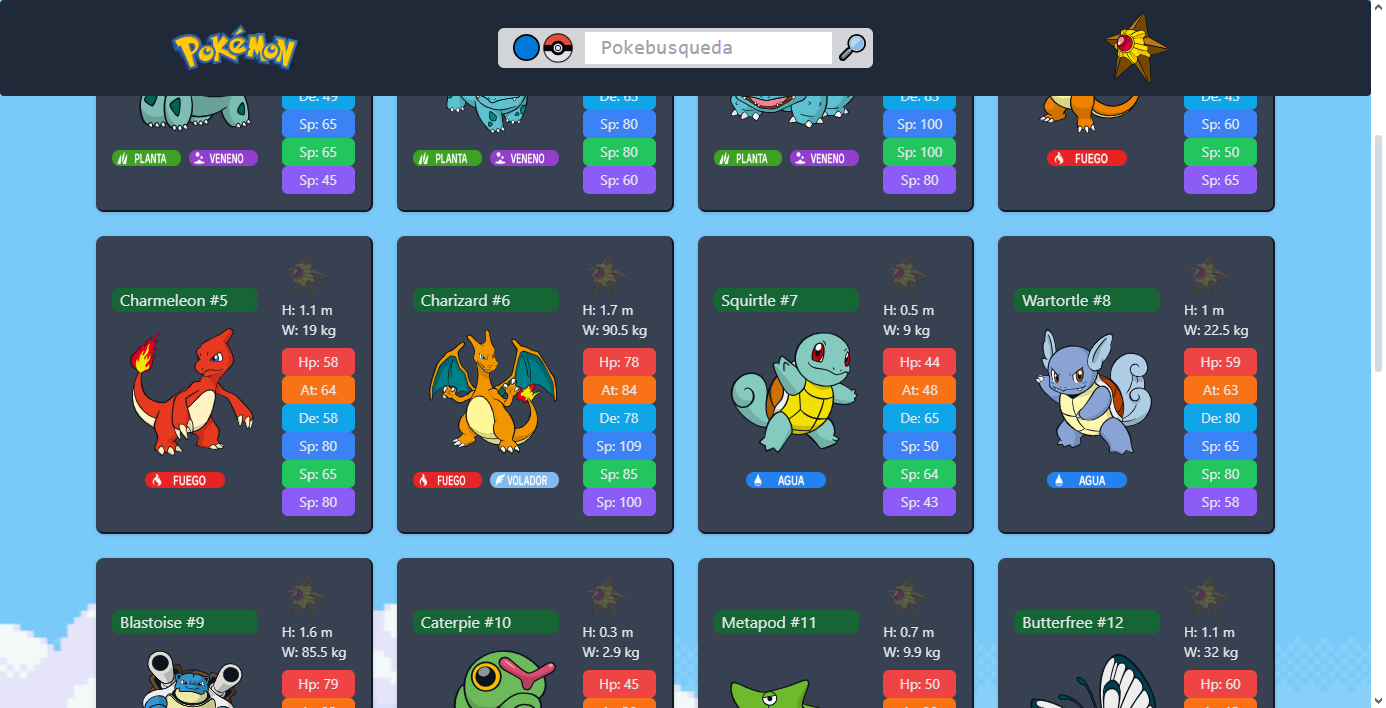 POKéMON
Pokebusqueda
De: 49
Sp: 65
Sp: 65
Sp: 45
PLANTA
VENENO
De: 63
Sp: 80
Sp: 80
Sp: 60
PLANTA
VENENO
De: 83
Sp: 100
Sp: 100
Sp: 80
PLANTA
VENENO
De: 43
Sp: 60
Sp: 50
Sp: 65
FUEGO
Charmeleon #5
H: 1.1 m
W: 19 kg
Hp: 58
At: 64
De: 58
Sp: 80
Sp: 65
Sp: 80
FUEGO
Charizard #6
H: 1.7 m
W: 90.5 kg
Hp: 78
At: 84
De: 78
Sp: 109
Sp: 85
Sp: 100
FUEGO
VOLADOR
Squirtle #7
H: 0.5 m
W: 9 kg
Hp: 44
At: 48
De: 65
Sp: 50
Sp: 64
Sp: 43
AGUA
Wartortle #8
H: 1 m
W: 22.5 kg
Hp: 59
At: 63
De: 80
Sp: 65
Sp: 80
Sp: 58
AGUA
Blastoise #9
H: 1.6 m
W: 85.5 kg
Hp: 79
Caterpie #10
H: 0.3 m
W: 2.9 kg
Hp: 45
Metapod #11
H: 0.7 m
W: 9.9 kg
Hp: 50
Butterfree #12
H: 1.1 m
W: 32 kg
Hp: 60